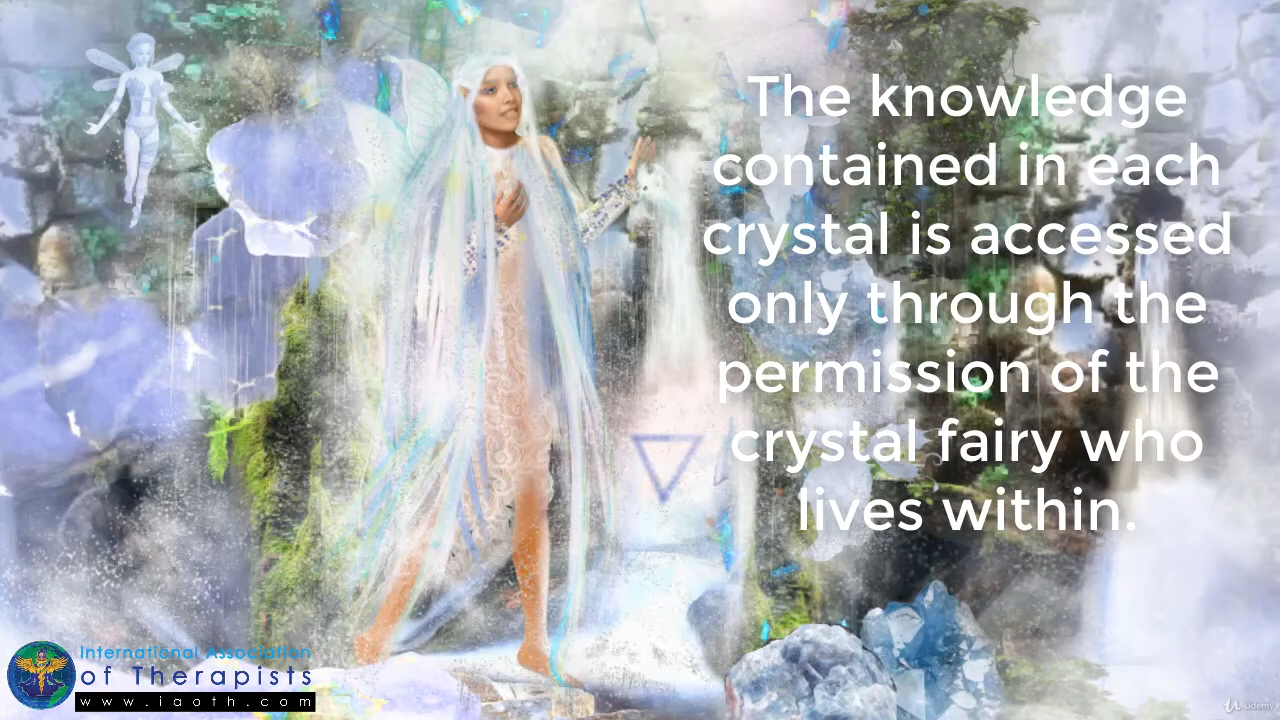 The knowledge
contained in each
crystal is accessed
only through the
permission of the
crystal fairy who
lives within.
International Association
of Therapists
www.iaoth.com
Udemy